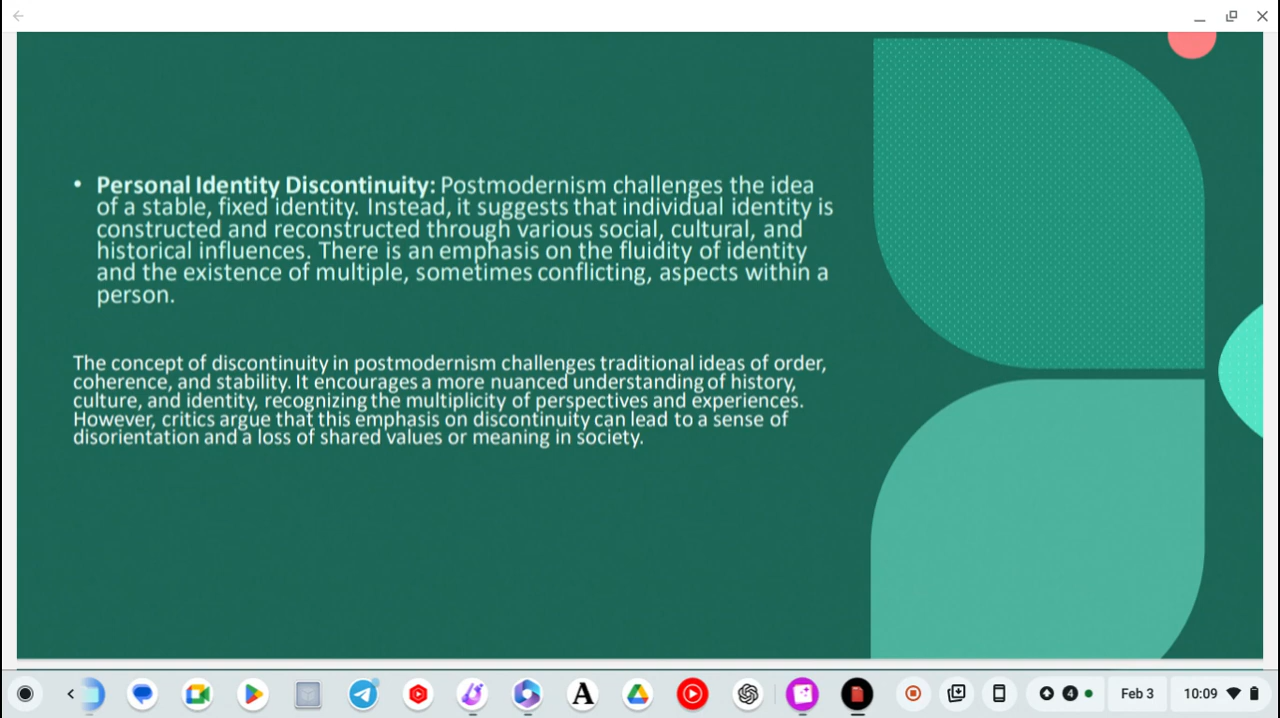 • Personal Identity Discontinuity: Postmodernism challenges the idea
of a stable, fixed identity. Instead, it suggests that individual identity is
constructed and reconstructed through various social, cultural, and
historical influences. There is an emphasis on the fluidity of identity
and the existence of multiple, sometimes conflicting, aspects within a
person.
The concept of discontinuity in postmodernism challenges traditional ideas of order,
coherence, and stability. It encourages a more nuanced understanding of history,
culture, and identity, recognizing the multiplicity of perspectives and experiences.
However, critics argue that this emphasis on discontinuity can lead to a sense of
disorientation and a loss of shared values or meaning in society.
A
4
Feb 3
10:09